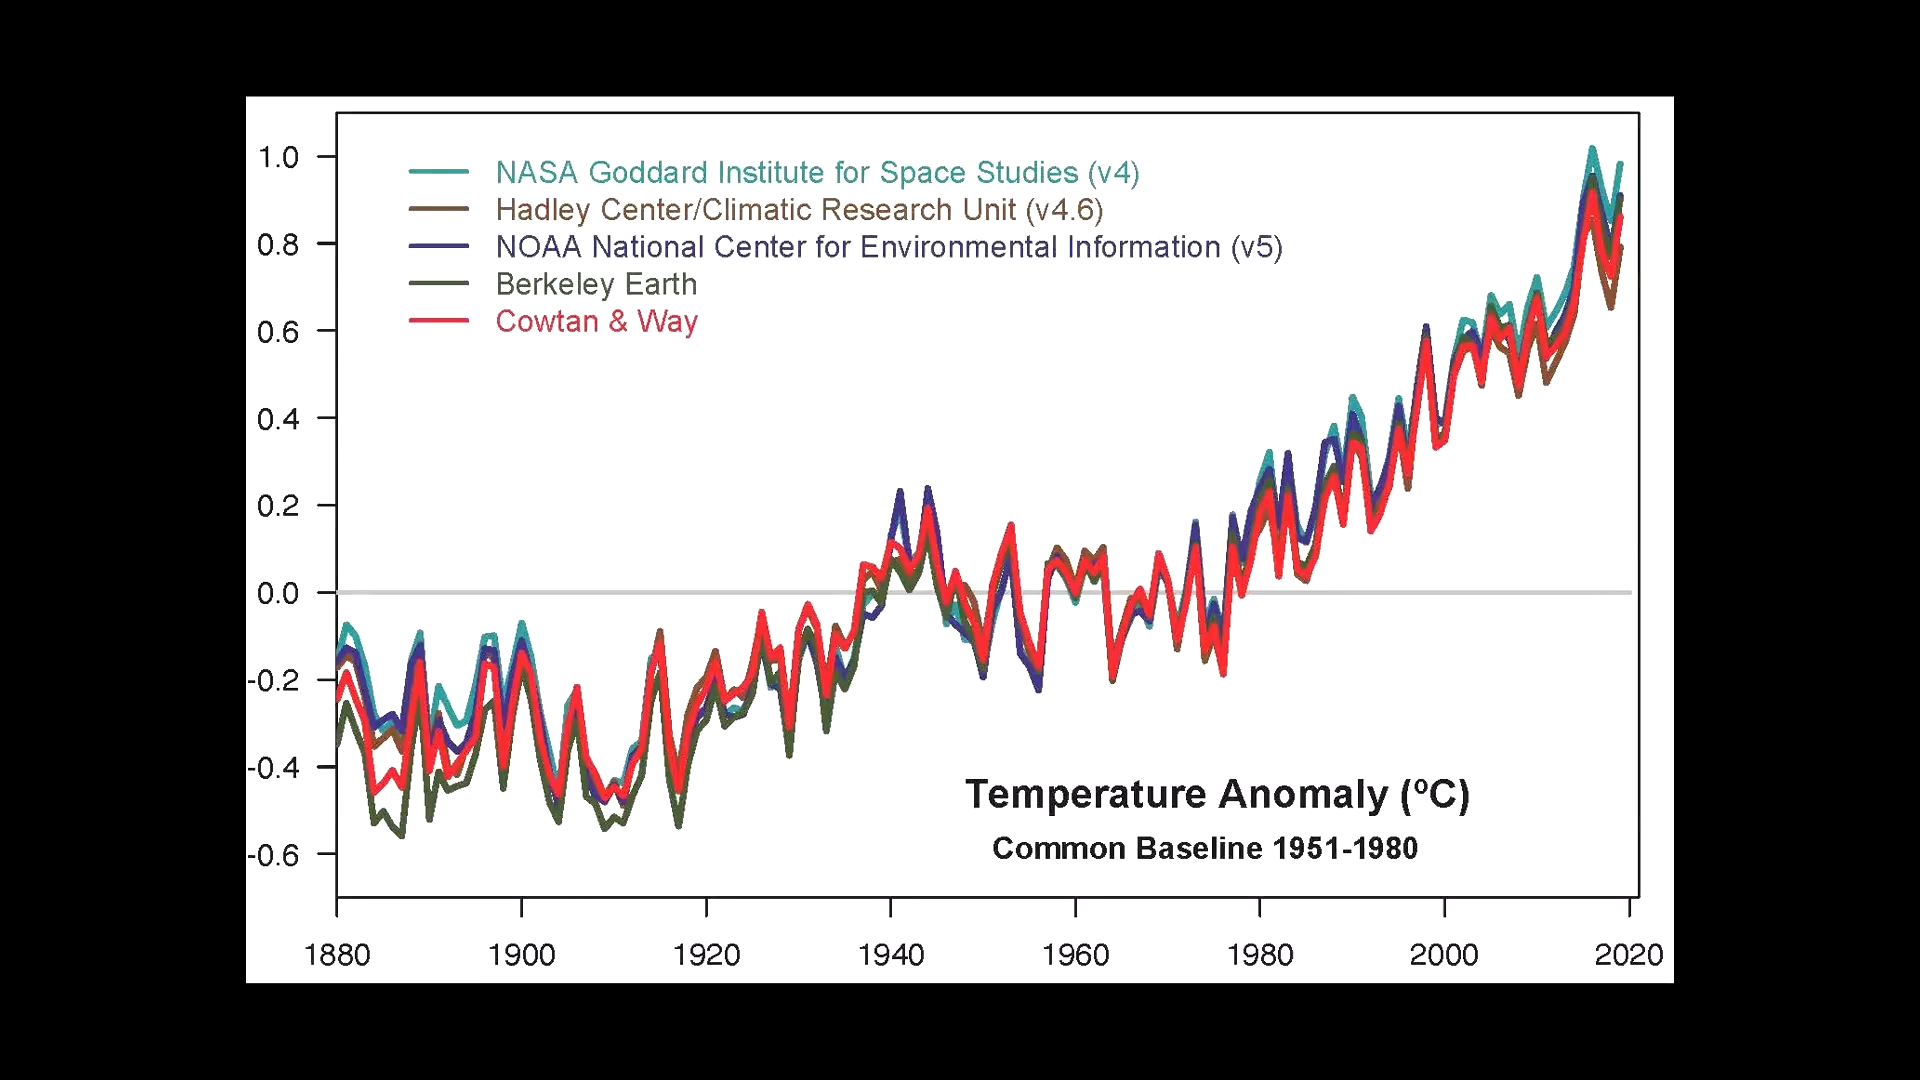 1.0
0.8
0.6
0.4
0.2
0.0
-0.2
-0.4
-0.6
NASA Goddard Institute for Space Studies (v4)
Hadley Center/Climatic Research Unit (v4.6)
NOAA National Center for Environmental Information (v5)
Berkeley Earth
Cowtan & Way
Temperature Anomaly (ºC)
Common Baseline 1951-1980
1880 1900 1920 1940 1960 1980 2000 2020